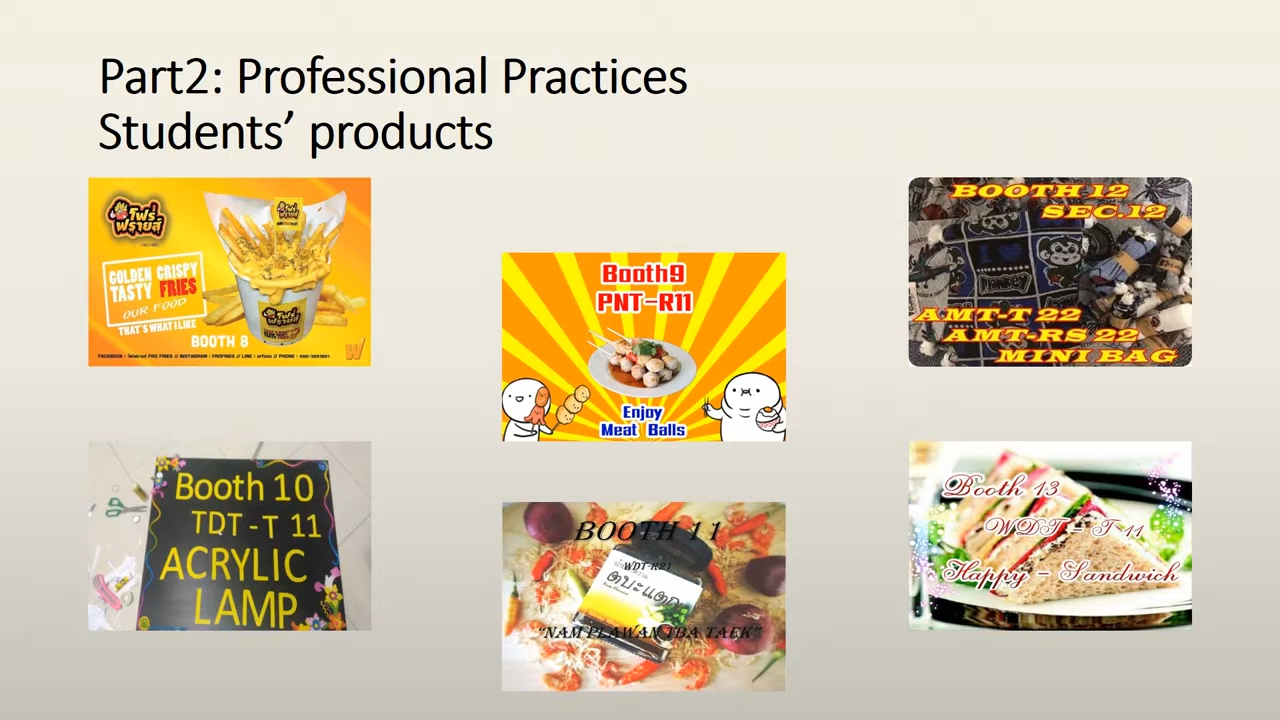 Part2: Professional Practices
Students’ products
โฟร์
ฟรายส์
GOLDEN CRISPY
TASTY FRIES
OUR FOOD
THAT'S WHAT I LIKE
BOOTH 8
Booth9
PNT-R11
Enjoy
Meat Balls
BOOTH 12
SEC.12
AMT-T 22
AMT-RS 22
MINI BAG
Booth 10
TDT - T 11
ACRYLIC
LAMP
BOOTH 11
WDT-R21
"NAM PLAWAN TBA TAEK"
Booth 13
WDT - T 11
Happy - Sandwich